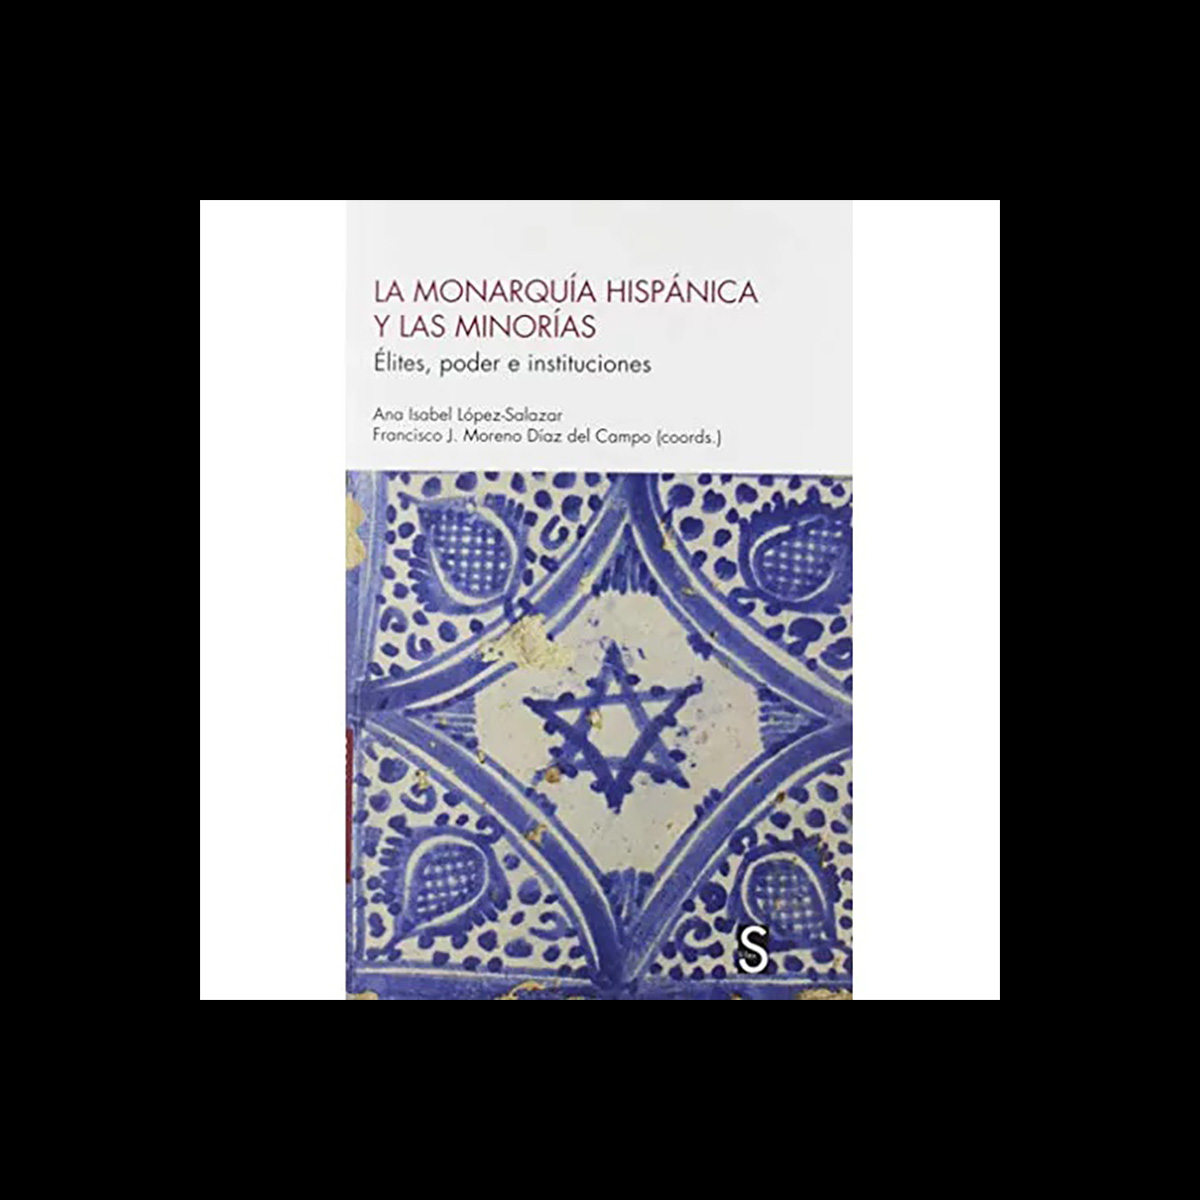 LA MONARQUÍA HISPÁNICA
Y LAS MINORÍAS
Élites, poder e instituciones
Ana Isabel López-Salazar
Francisco J. Moreno Díaz del Campo (coords.)
S